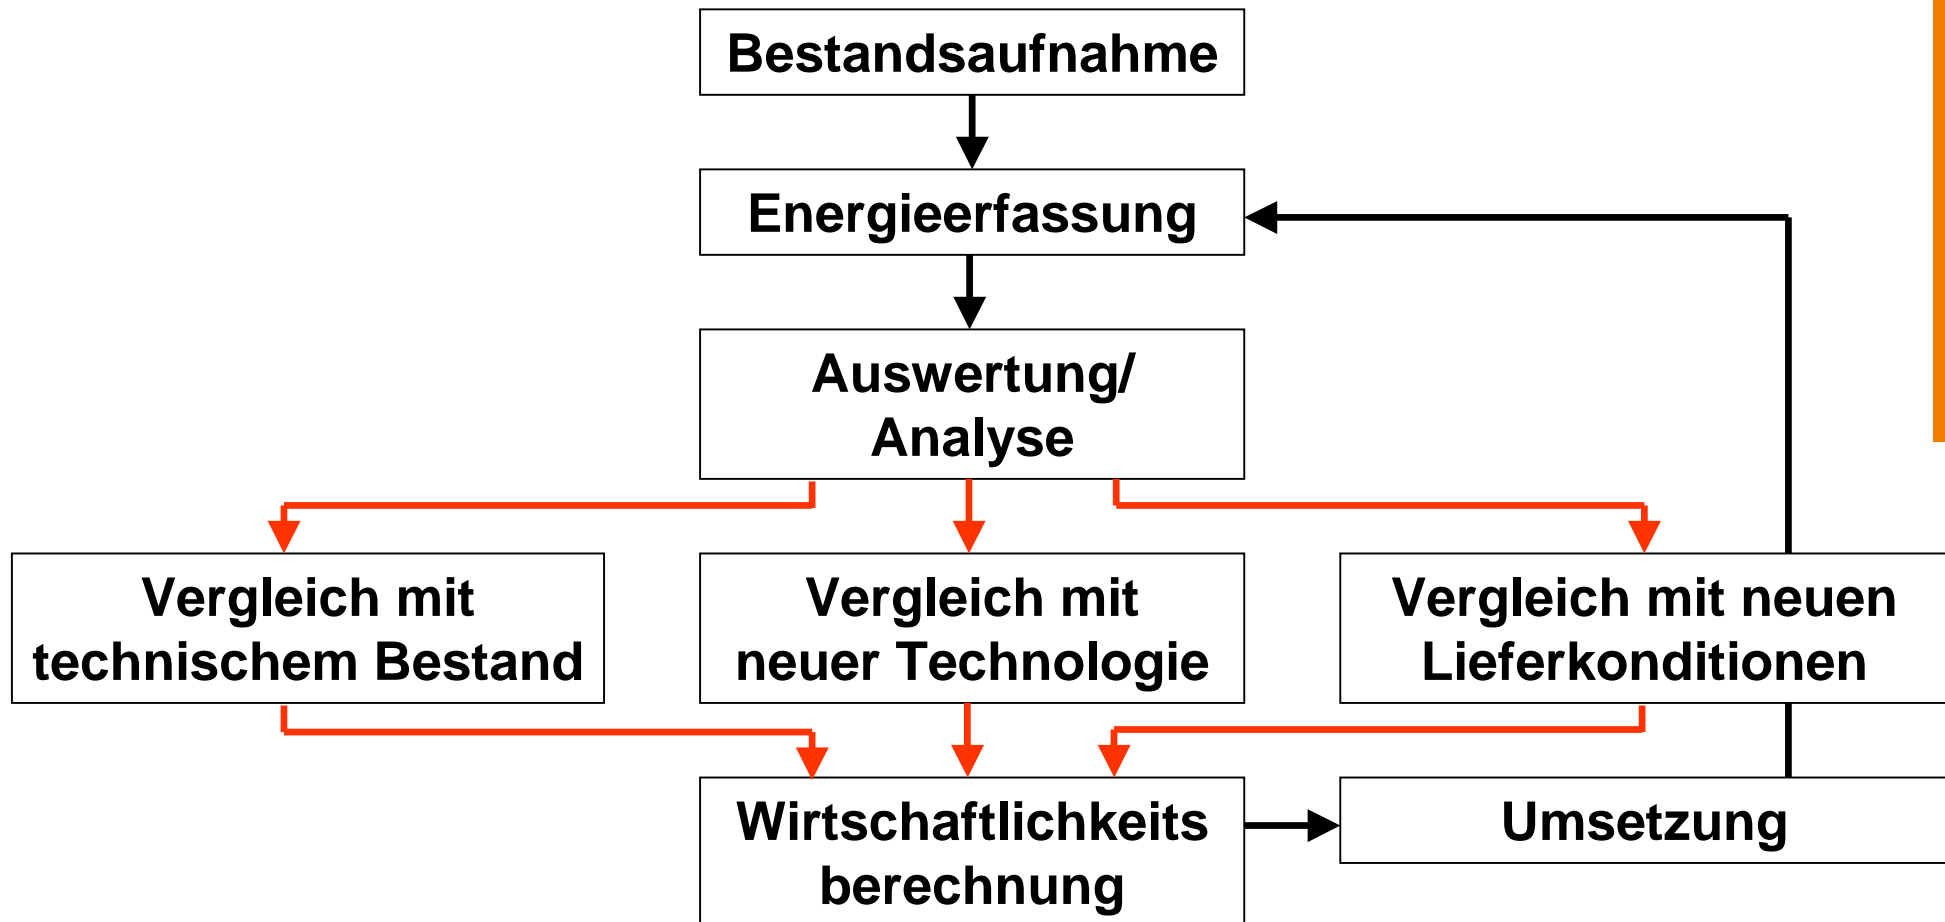 Bestandsaufnahme
Energieerfassung
Auswertung/
Analyse
Vergleich mit
technischem Bestand
Vergleich mit
neuer Technologie
Vergleich mit neuen
Lieferkonditionen
Wirtschaftlichkeits
berechnung
Umsetzung